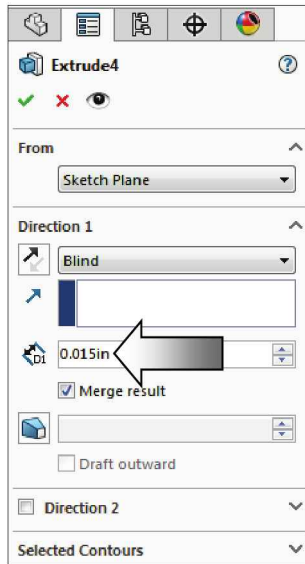 Extrude4
?
From
Sketch Plane
Direction 1
Blind
D1
0.015in
Merge result
Draft outward
Direction 2
Selected Contours